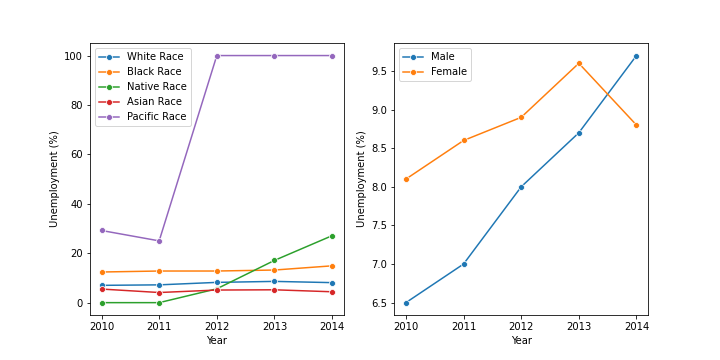 White Race
Black Race
Native Race
Asian Race
Pacific Race
100
80
60
40
20
0
Unemployment (%)
2010 2011 2012 2013 2014
Year
Male
Female
9.5
9.0
8.5
8.0
7.5
7.0
6.5
Unemployment (%)
2010 2011 2012 2013 2014
Year